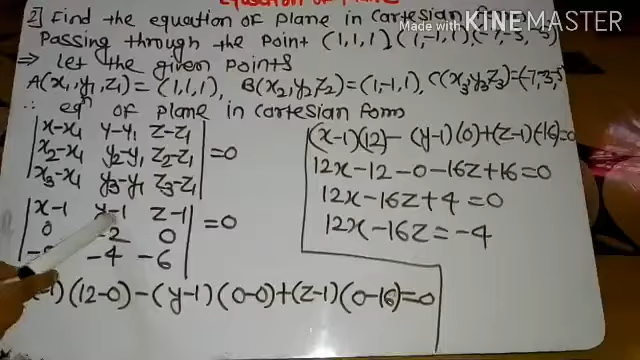 EQUATION OF PLANE
2] Find the equation of plane in cartesian form
Made with KINEMASTER
Passing through the point (1,1,1) (1,-1,1) (-7,-3,-5)
⇒ Let the given points
A(x₁,y₁,z₁)=(1,1,1), B(x₂,y₂,z₂)=(1,-1,1), C(x₃,y₃,z₃)=(-7,-3,-5
∴ eqⁿ of plane in cartesian form
|x-x₁ y-y₁ z-z₁|
|x₂-x₁ y₂-y₁ z₂-z₁| =0
|x₃-x₁ y₃-y₁ z₃-z₁|
|x-1 y-1 z-1|
|0 -2 0| =0
-4 -6|
-1)(12-0)-(y-1)(0-0)+(z-1)(0-16)=0
(x-1)(12)-(y-1)(0)+(z-1)(-16)=0
12x-12-0-16z+16=0
12x-16z+4=0
12x-16z=-4